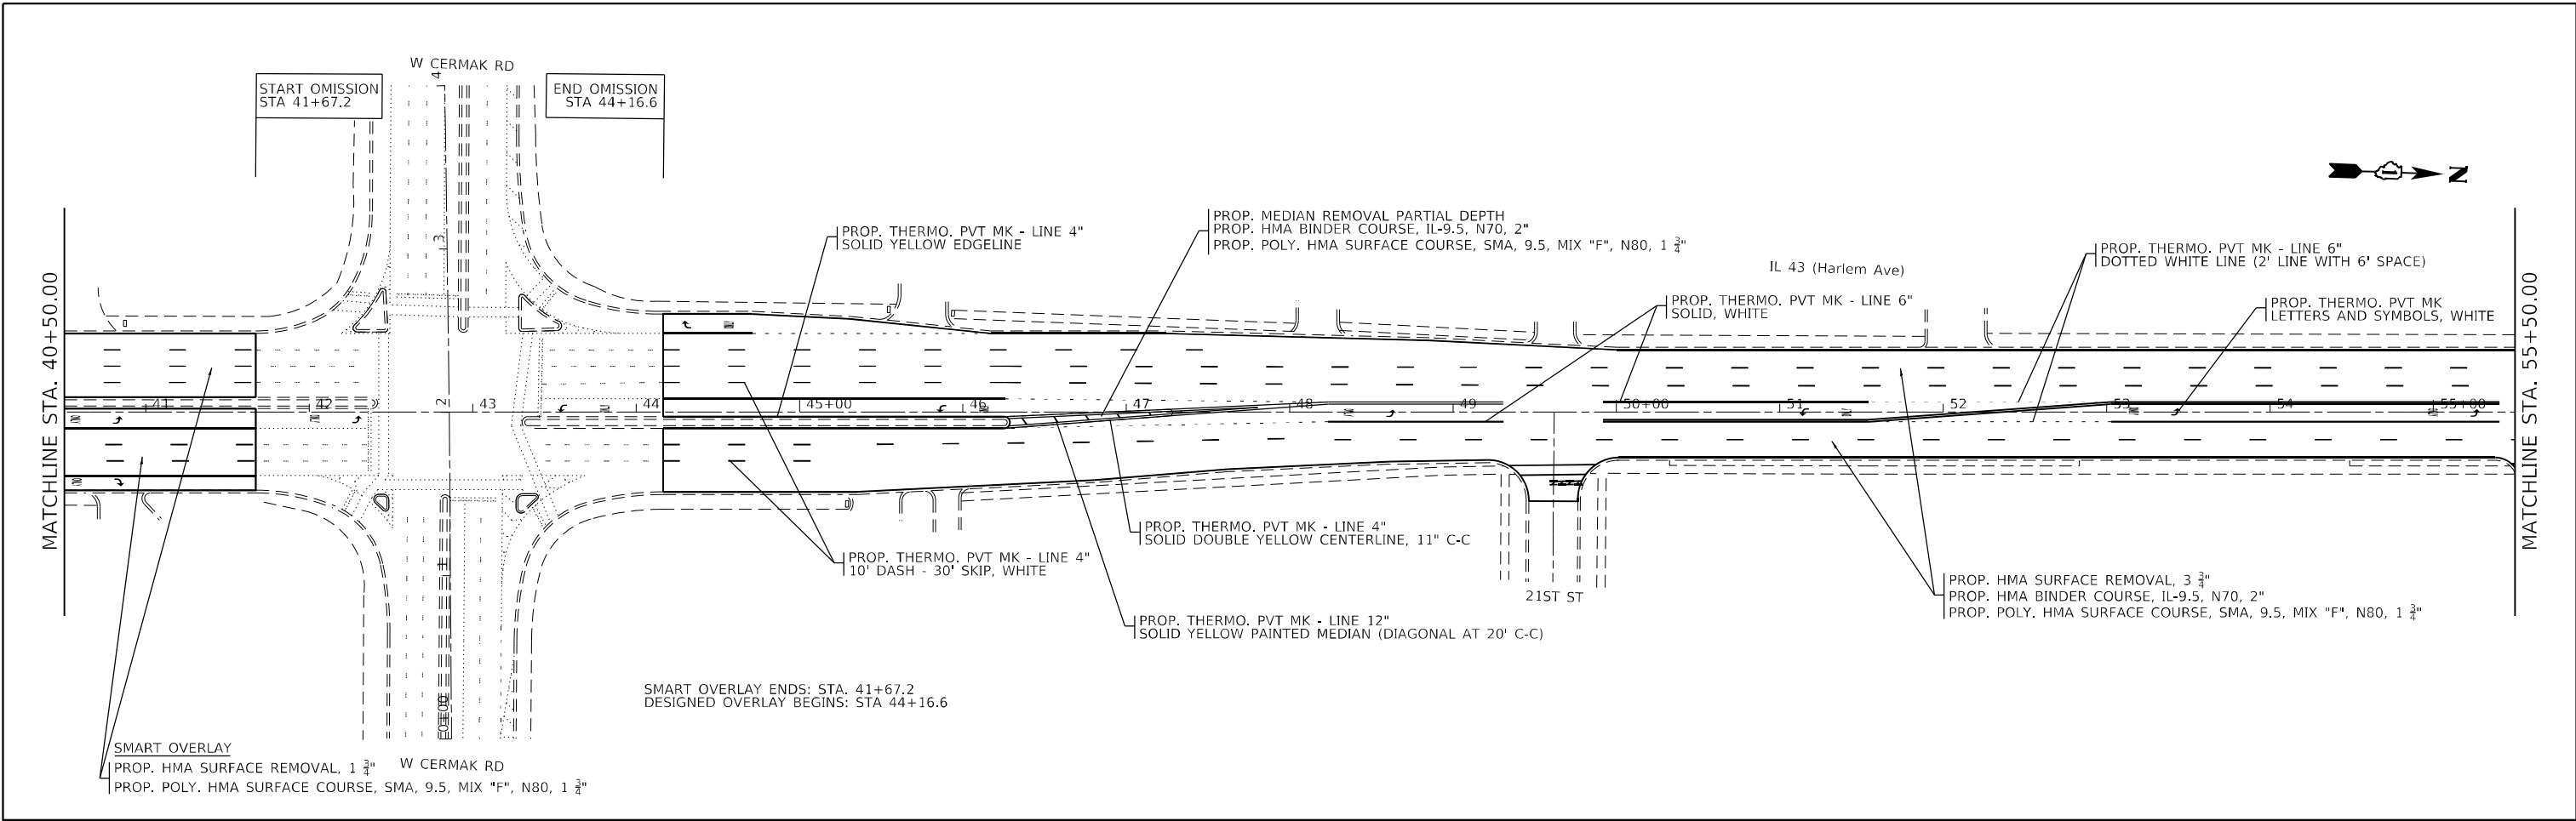 W CERMAK RD
START OMISSION
STA 41+67.2
END OMISSION
STA 44+16.6
4
3
2
1
0+00
N
PROP. THERMO. PVT MK - LINE 4"
SOLID YELLOW EDGELINE
PROP. MEDIAN REMOVAL PARTIAL DEPTH
PROP. HMA BINDER COURSE, IL-9.5, N70, 2"
PROP. POLY. HMA SURFACE COURSE, SMA, 9.5, MIX "F", N80, 1 3/4"
IL 43 (Harlem Ave)
PROP. THERMO. PVT MK - LINE 6"
SOLID, WHITE
PROP. THERMO. PVT MK - LINE 6"
DOTTED WHITE LINE (2' LINE WITH 6' SPACE)
PROP. THERMO. PVT MK
LETTERS AND SYMBOLS, WHITE
MATCHLINE STA. 40+50.00
MATCHLINE STA. 55+50.00
41 42 43 44 45+00 46 47 48 49 50+00 51 52 53 54 55+00
PROP. THERMO. PVT MK - LINE 4"
SOLID DOUBLE YELLOW CENTERLINE, 11" C-C
PROP. THERMO. PVT MK - LINE 4"
10' DASH - 30' SKIP, WHITE
PROP. THERMO. PVT MK - LINE 12"
SOLID YELLOW PAINTED MEDIAN (DIAGONAL AT 20' C-C)
21ST ST
PROP. HMA SURFACE REMOVAL, 3 3/4"
PROP. HMA BINDER COURSE, IL-9.5, N70, 2"
PROP. POLY. HMA SURFACE COURSE, SMA, 9.5, MIX "F", N80, 1 3/4"
SMART OVERLAY ENDS: STA. 41+67.2
DESIGNED OVERLAY BEGINS: STA 44+16.6
SMART OVERLAY
PROP. HMA SURFACE REMOVAL, 1 3/4"
PROP. POLY. HMA SURFACE COURSE, SMA, 9.5, MIX "F", N80, 1 3/4"
W CERMAK RD